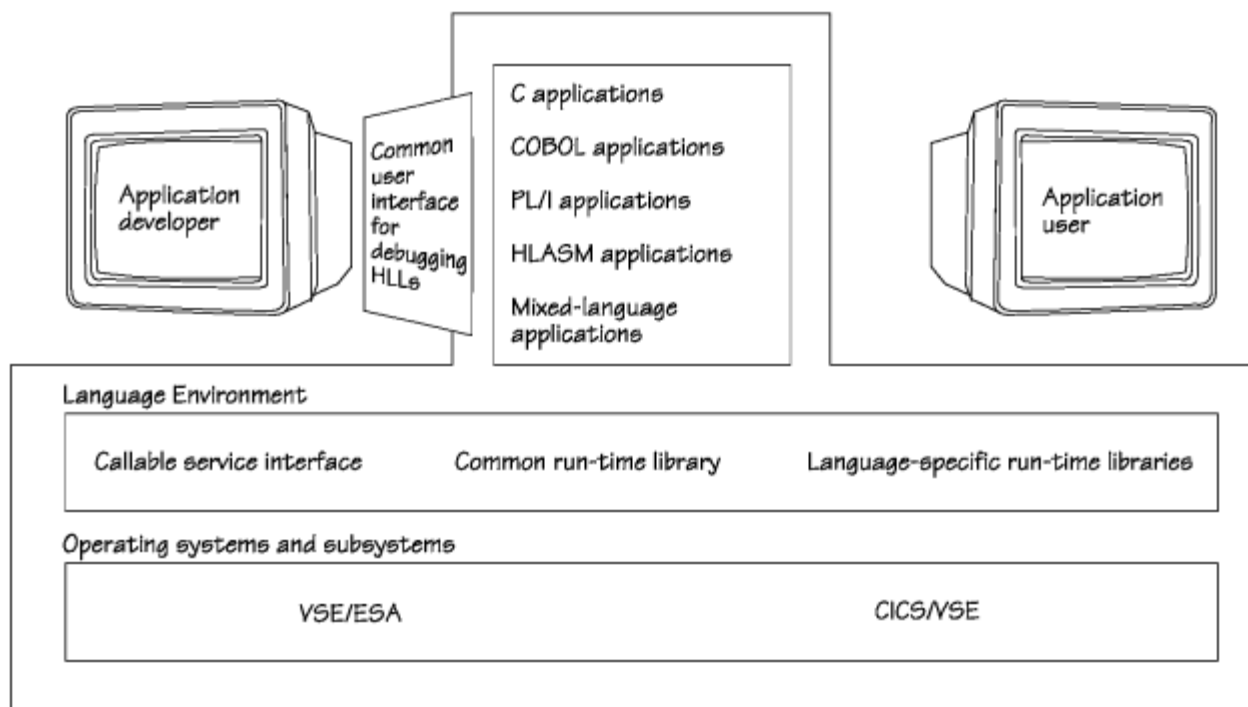 Application
developer
Common
user
interface
for
debugging
HLLs
C applications
COBOL applications
PL/I applications
HLASM applications
Mixed-language
applications
Application
user
Language Environment
Callable service interface
Common run-time library
Language-specific run-time libraries
Operating systems and subsystems
VSE/ESA
CICS/VSE